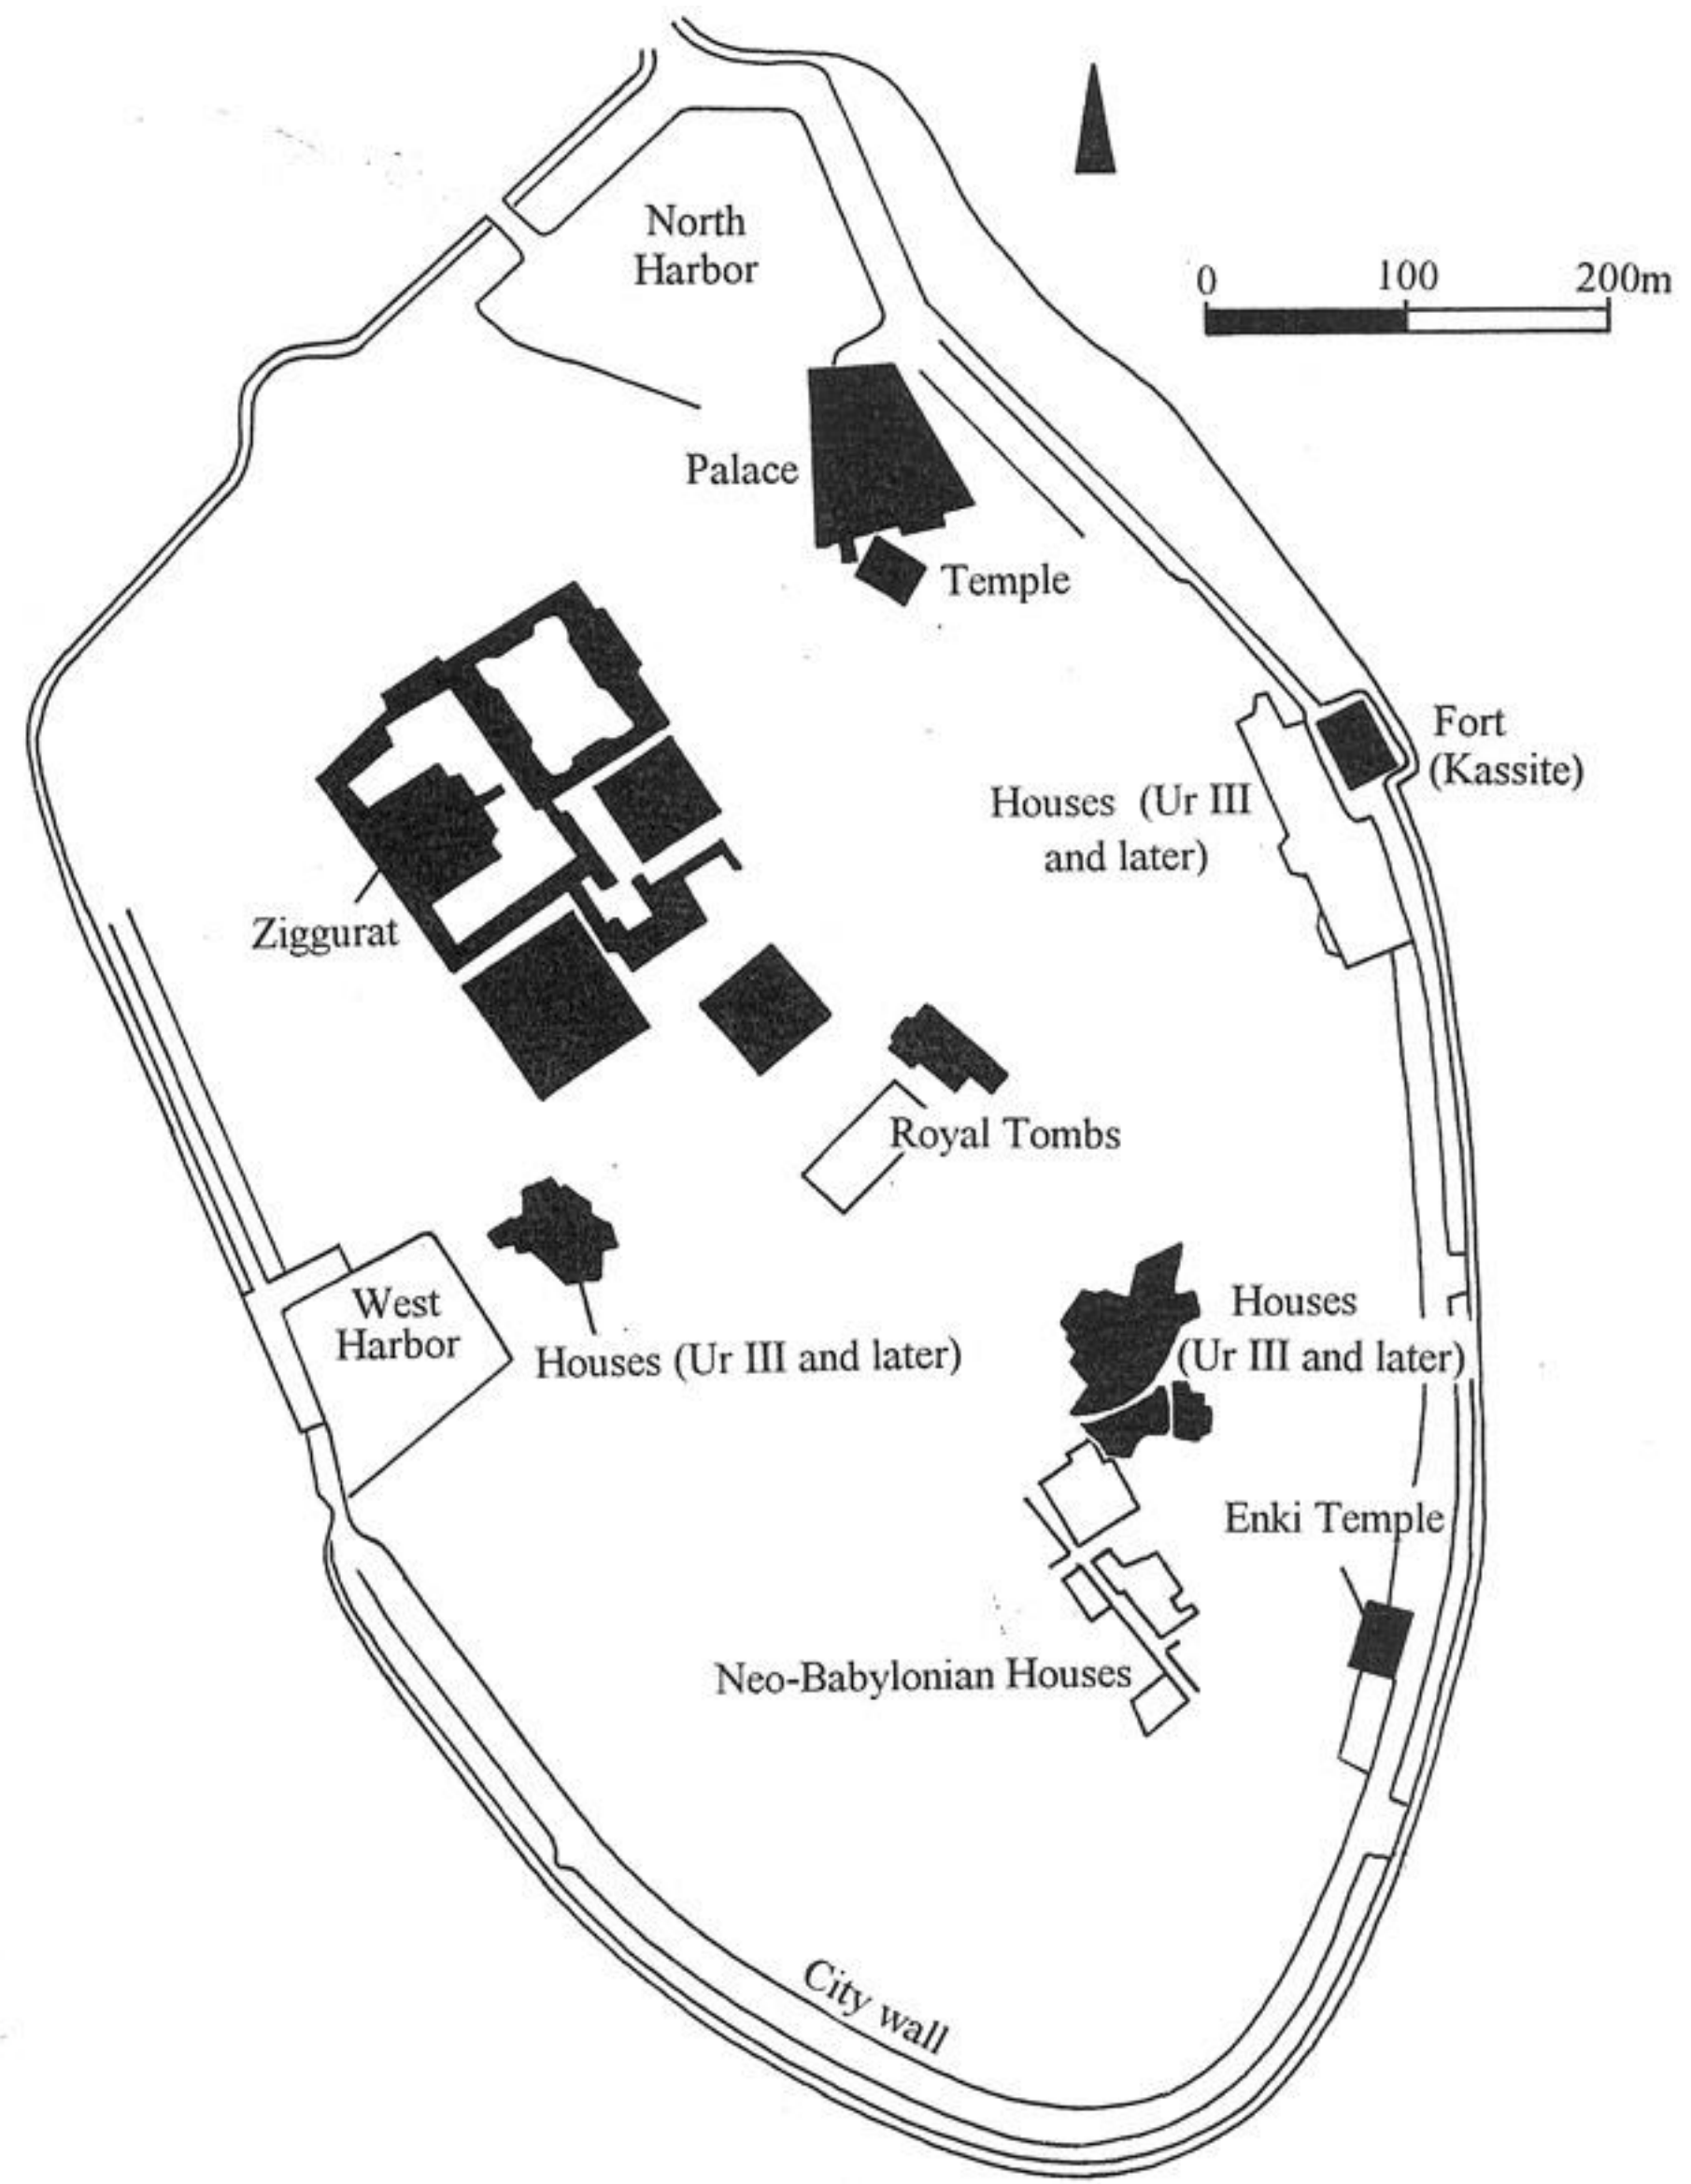 North
Harbor
0 100 200m
Palace
Temple
Fort
(Kassite)
Houses (Ur III
and later)
Ziggurat
Royal Tombs
West
Harbor
Houses (Ur III and later)
Houses
(Ur III and later)
Enki Temple
Neo-Babylonian Houses
City wall